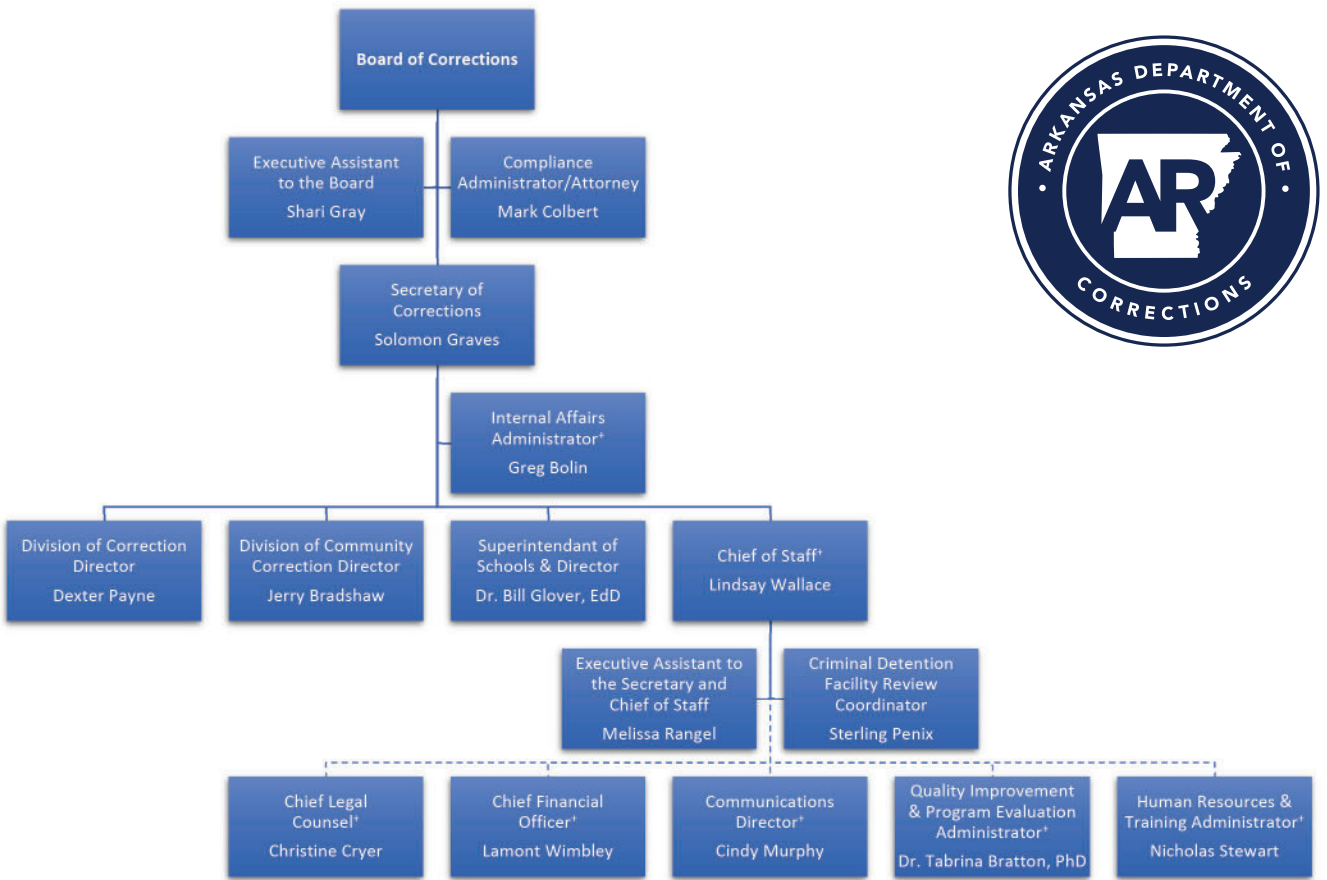 Board of Corrections
ARKANSAS DEPARTMENT OF
AR
CORRECTIONS
Executive Assistant
to the Board
Shari Gray
Compliance
Administrator/Attorney
Mark Colbert
Secretary of
Corrections
Solomon Graves
Internal Affairs
Administrator⁺
Greg Bolin
Division of Correction
Director
Dexter Payne
Division of Community
Correction Director
Jerry Bradshaw
Superintendant of
Schools & Director
Dr. Bill Glover, EdD
Chief of Staff⁺
Lindsay Wallace
Executive Assistant to
the Secretary and
Chief of Staff
Melissa Rangel
Criminal Detention
Facility Review
Coordinator
Sterling Penix
Chief Legal
Counsel⁺
Christine Cryer
Chief Financial
Officer⁺
Lamont Wimbley
Communications
Director⁺
Cindy Murphy
Quality Improvement
& Program Evaluation
Administrator⁺
Dr. Tabrina Bratton, PhD
Human Resources &
Training Administrator⁺
Nicholas Stewart